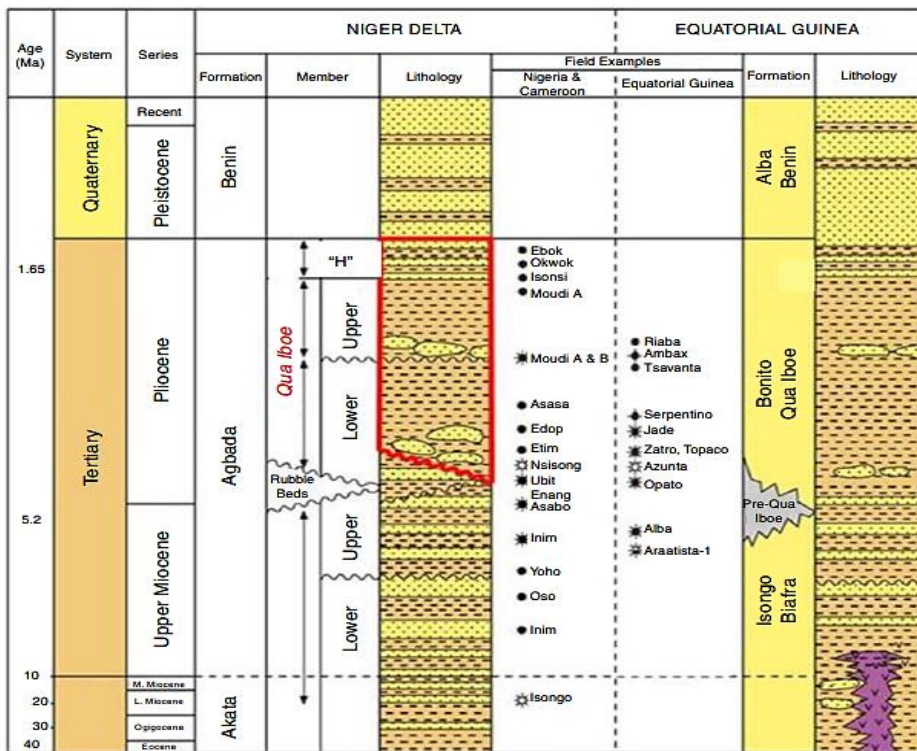 NIGER DELTA
EQUATORIAL GUINEA
Age
(Ma)
System
Series
Formation
Member
Lithology
Field Examples
Nigeria &
Cameroon
Equatorial Guinea
Formation
Lithology
Recent
Pleistocene
Quaternary
Benin
Alba
Benin
1.65
"H"
Ebok
Okwok
Isonsi
Moudi A
Qua Iboe
Upper
Pliocene
Moudi A & B
Riaba
Ambax
Tsavanta
Bonito
Qua Iboe
Lower
Asasa
Edop
Etim
Nsisong
Ubit
Enang
Asabo
Serpentino
Jade
Zatro, Topaco
Azunta
Opato
Tertiary
Agbada
Rubble
Beds
Pre-Qua
Iboe
5.2
Upper
Inim
Alba
Araatista-1
Upper Miocene
Yoho
Oso
Lower
Inim
Isongo
Biafra
10
M. Miocene
20
L. Miocene
Isongo
Akata
30
Ogigocene
40
Eocene